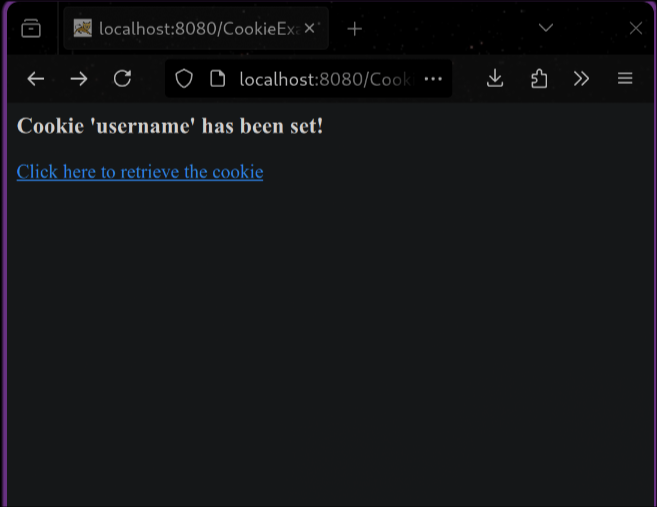 localhost:8080/CookieEx
localhost:8080/Cook
Cookie 'username' has been set!
Click here to retrieve the cookie